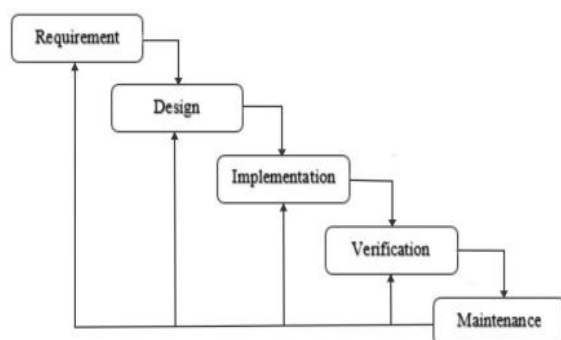 Requirement
Design
Implementation
Verification
Maintenance